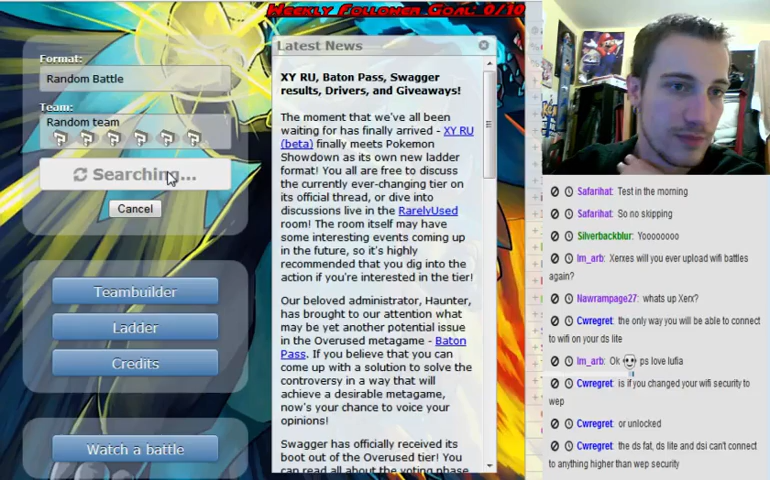 Weekly Follower Goal: 0/10
Format:
Random Battle
Team:
Random team
Searching...
Cancel
Teambuilder
Ladder
Credits
Watch a battle
Latest News
XY RU, Baton Pass, Swagger
results, Drivers, and Giveaways!
The moment that we've all been
waiting for has finally arrived - XY RU
(beta) finally meets Pokemon
Showdown as its own new ladder
format! You all are free to discuss
the currently ever-changing tier on
its official thread, or dive into
discussions live in the RarelyUsed
room! The room itself may have
some interesting events coming up
in the future, so it's highly
recommended that you dig into the
action if you're interested in the tier!
Our beloved administrator, Haunter,
has brought to our attention what
may be yet another potential issue
in the Overused metagame - Baton
Pass. If you believe that you can
come up with a solution to solve the
controversy in a way that will
achieve a desirable metagame,
now's your chance to voice your
opinions!
Swagger has officially received its
boot out of the Overused tier! You
can read all about the voting phase
Safarihat: Test in the morning
Safarihat: So no skipping
Silverbackblur: Yoooooooo
Im_arb: Xerxes will you ever upload wifi battles
again?
Nawrampage27: whats up Xerx?
Cwregret: the only way you will be able to connect
to wifi on your ds lite
Im_arb: Ok ps love lufia
Cwregret: is if you changed your wifi security to
wep
Cwregret: or unlocked
Cwregret: the ds fat, ds lite and dsi can't connect
to anything higher than wep security